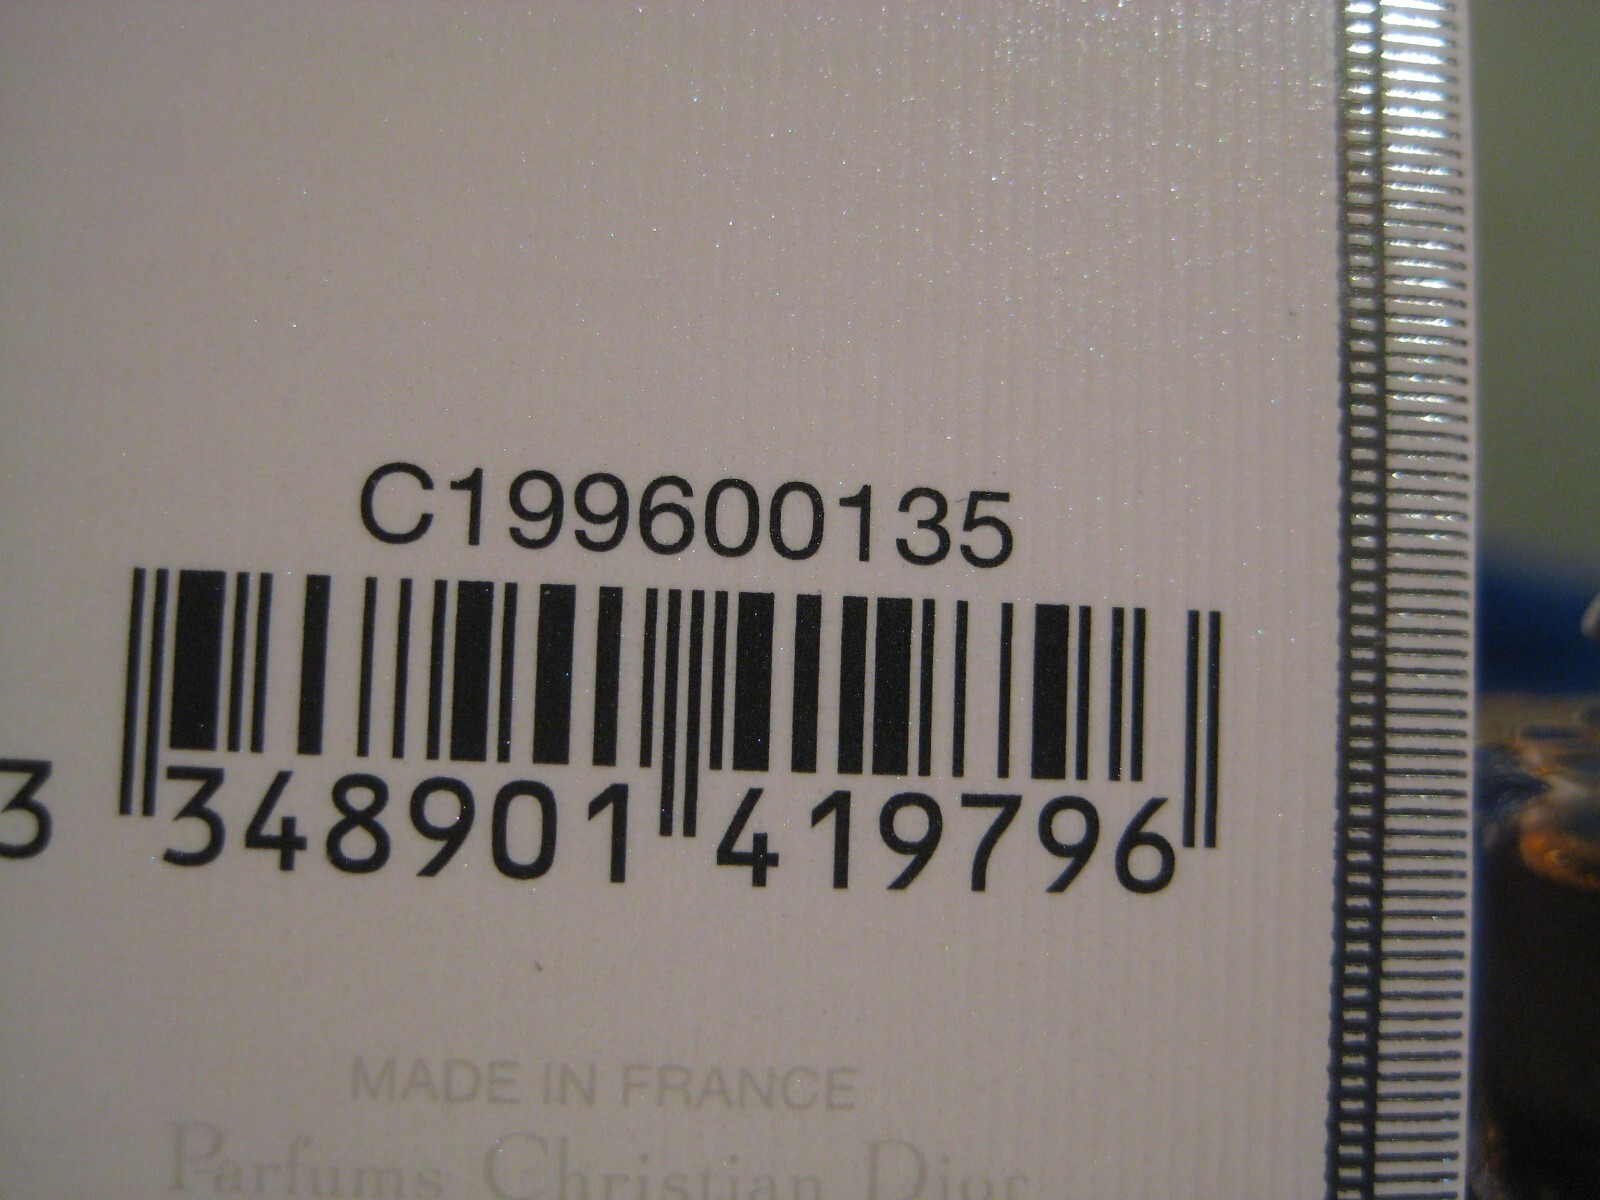 C199600135
3 348901 419796
MADE IN FRANCE
Parfums Christian Dior